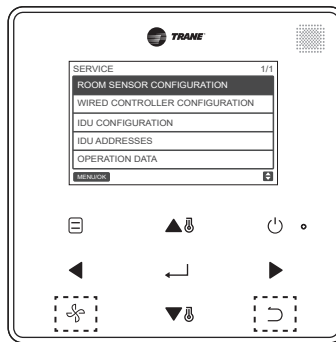 TRANE
SERVICE 1/1
ROOM SENSOR CONFIGURATION
WIRED CONTROLLER CONFIGURATION
IDU CONFIGURATION
IDU ADDRESSES
OPERATION DATA
MENU/OK